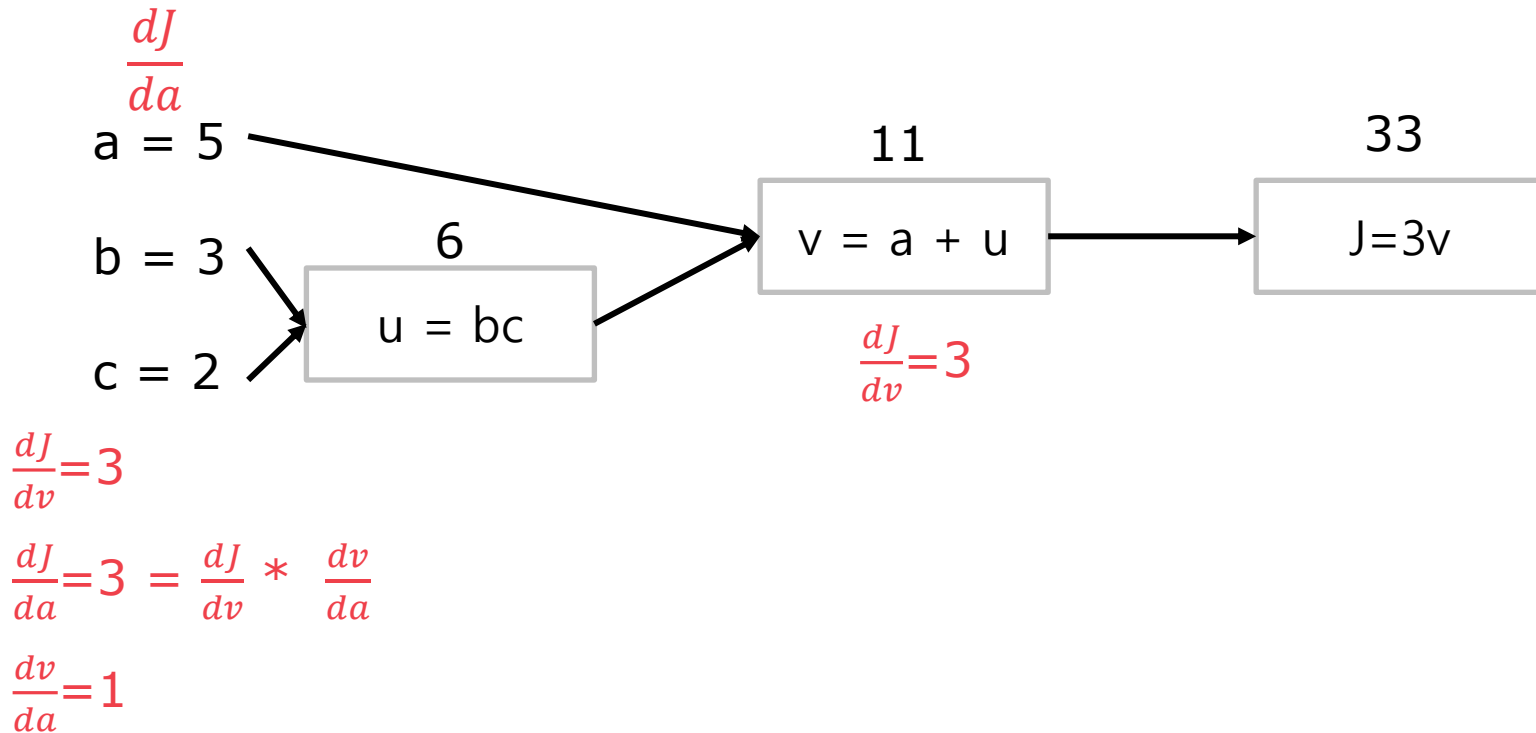 dJ/da
a = 5
b = 3
c = 2
6
u = bc
11
v = a + u
dJ/dv=3
33
J=3v
dJ/dv=3
dJ/da=3 = dJ/dv * dv/da
dv/da=1